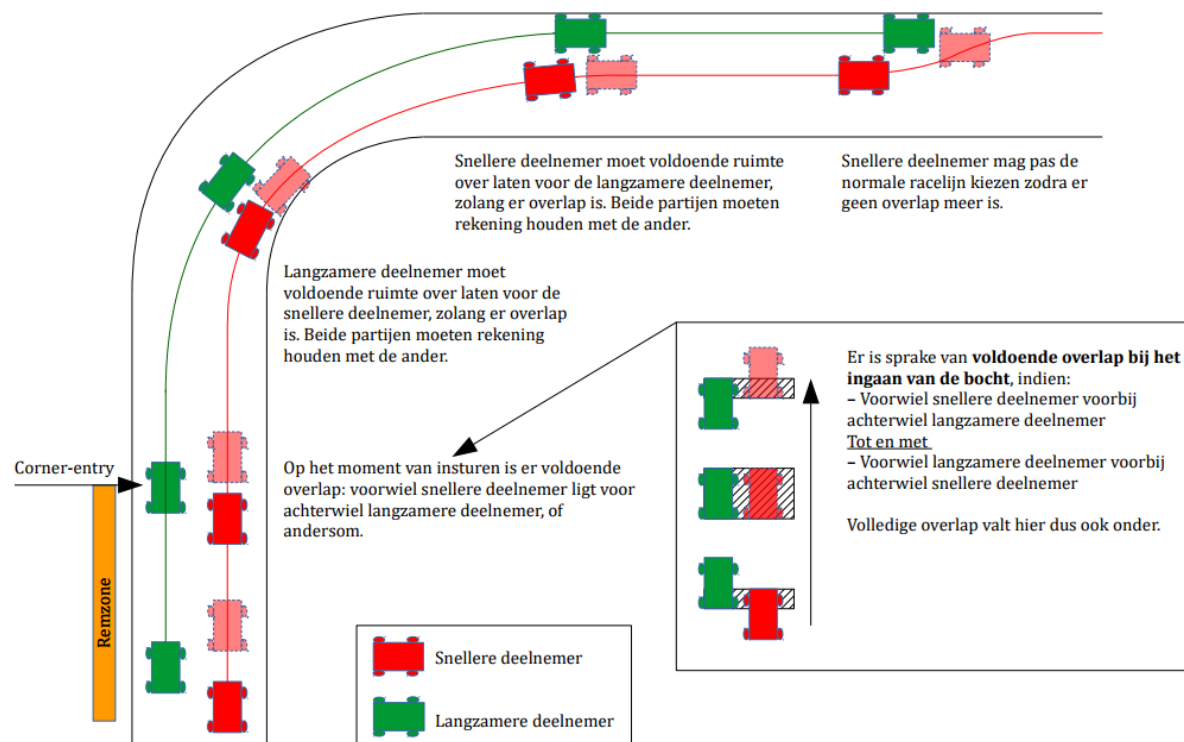 Snellere deelnemer moet voldoende ruimte
over laten voor de langzamere deelnemer,
zolang er overlap is. Beide partijen moeten
rekening houden met de ander.
Snellere deelnemer mag pas de
normale racelijn kiezen zodra er
geen overlap meer is.
Langzamere deelnemer moet
voldoende ruimte over laten voor de
snellere deelnemer, zolang er overlap
is. Beide partijen moeten rekening
houden met de ander.
Er is sprake van voldoende overlap bij het
ingaan van de bocht, indien:
– Voorwiel snellere deelnemer voorbij
achterwiel langzamere deelnemer
Tot en met
– Voorwiel langzamere deelnemer voorbij
achterwiel snellere deelnemer
Volledige overlap valt hier dus ook onder.
Corner-entry
Op het moment van insturen is er voldoende
overlap: voorwiel snellere deelnemer ligt voor
achterwiel langzamere deelnemer, of
andersom.
Remzone
Snellere deelnemer
Langzamere deelnemer